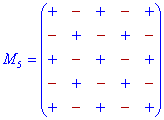 + − + − +
− + − + −
M₅ = + − + − +
− + − + −
+ − + − +